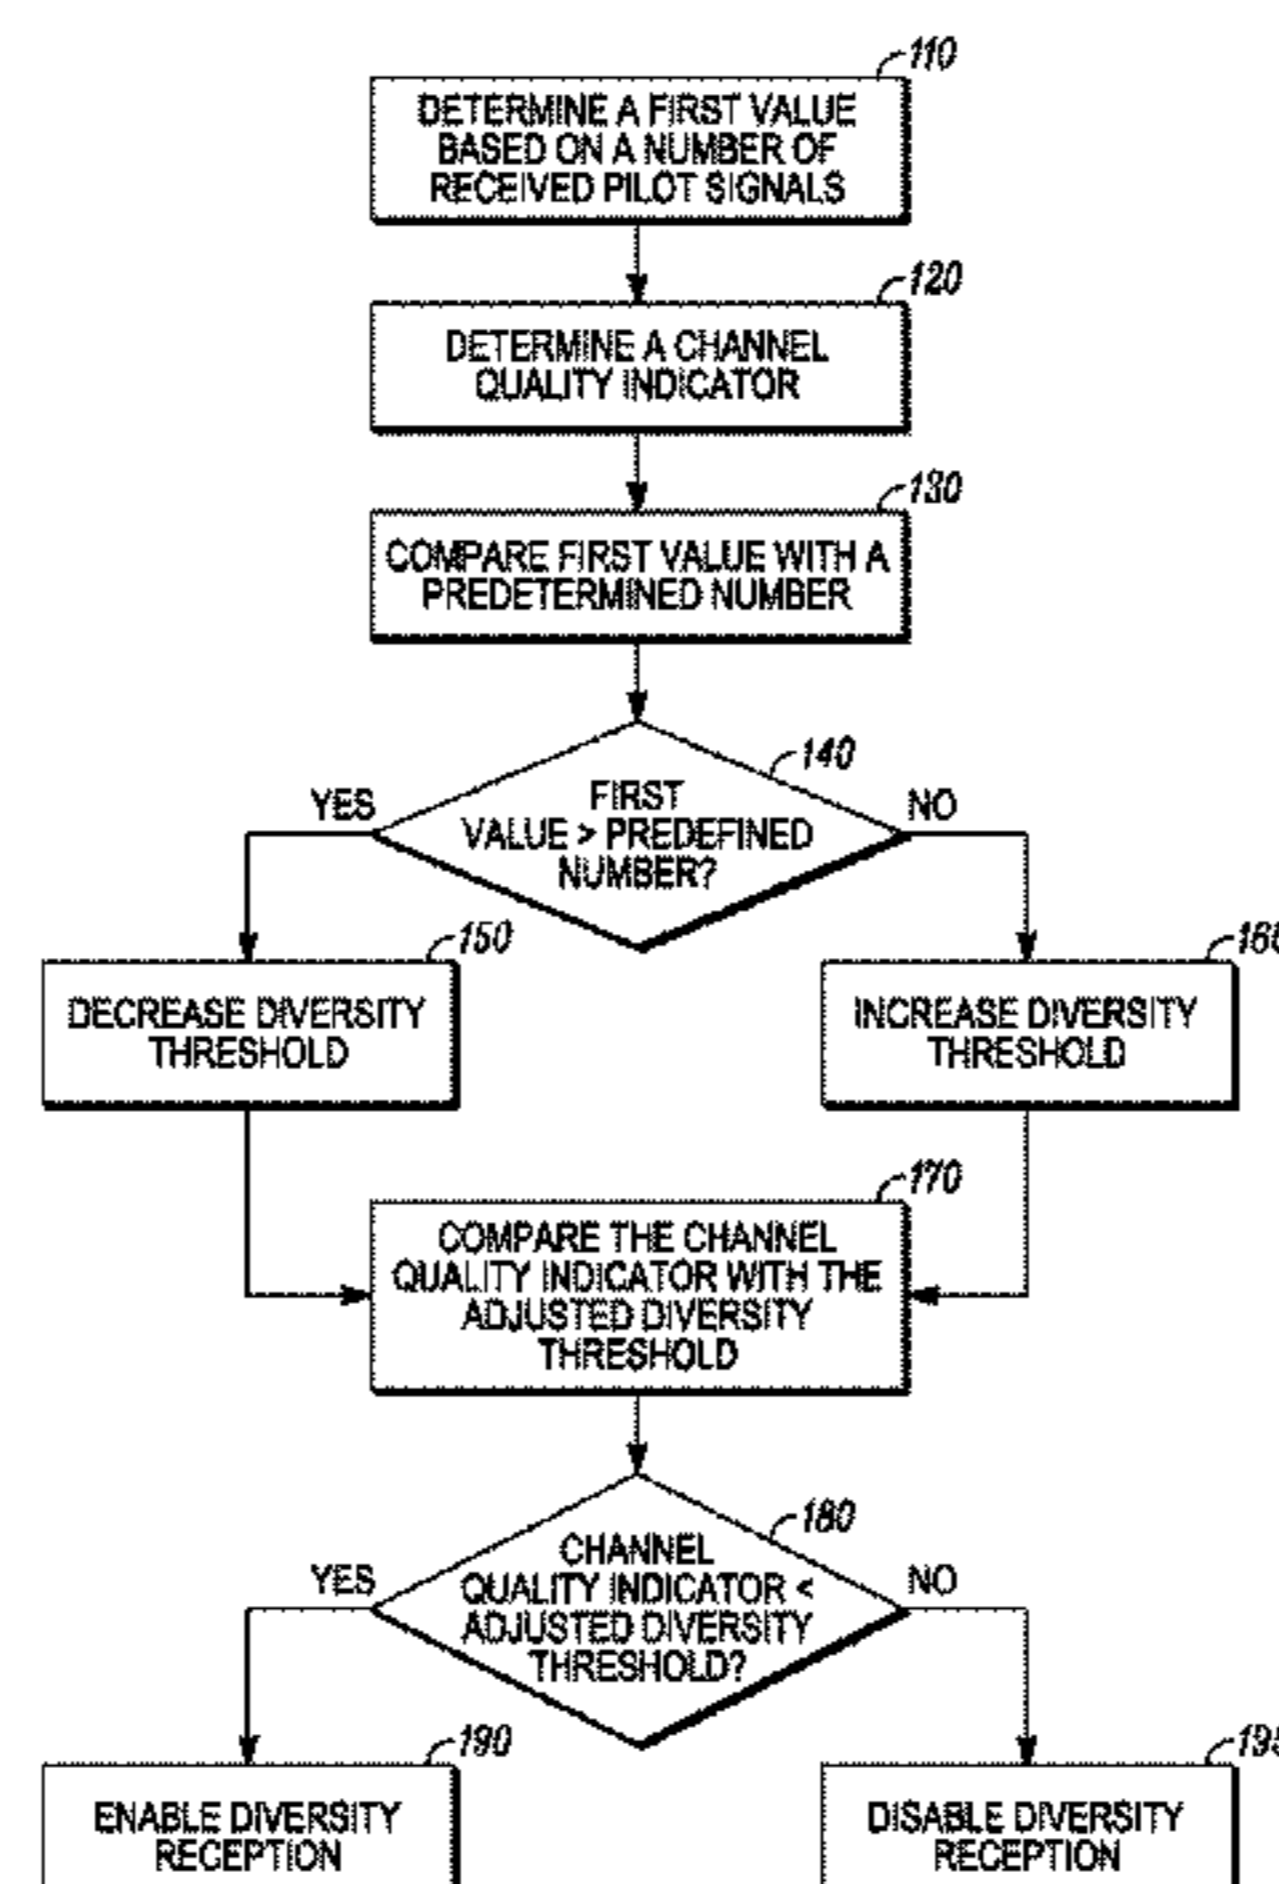 110
DETERMINE A FIRST VALUE
BASED ON A NUMBER OF
RECEIVED PILOT SIGNALS
120
DETERMINE A CHANNEL
QUALITY INDICATOR
130
COMPARE FIRST VALUE WITH A
PREDETERMINED NUMBER
140
YES
FIRST
VALUE > PREDEFINED
NUMBER?
NO
150
DECREASE DIVERSITY
THRESHOLD
160
INCREASE DIVERSITY
THRESHOLD
170
COMPARE THE CHANNEL
QUALITY INDICATOR WITH THE
ADJUSTED DIVERSITY
THRESHOLD
180
YES
CHANNEL
QUALITY INDICATOR <
ADJUSTED DIVERSITY
THRESHOLD?
NO
190
ENABLE DIVERSITY
RECEPTION
195
DISABLE DIVERSITY
RECEPTION